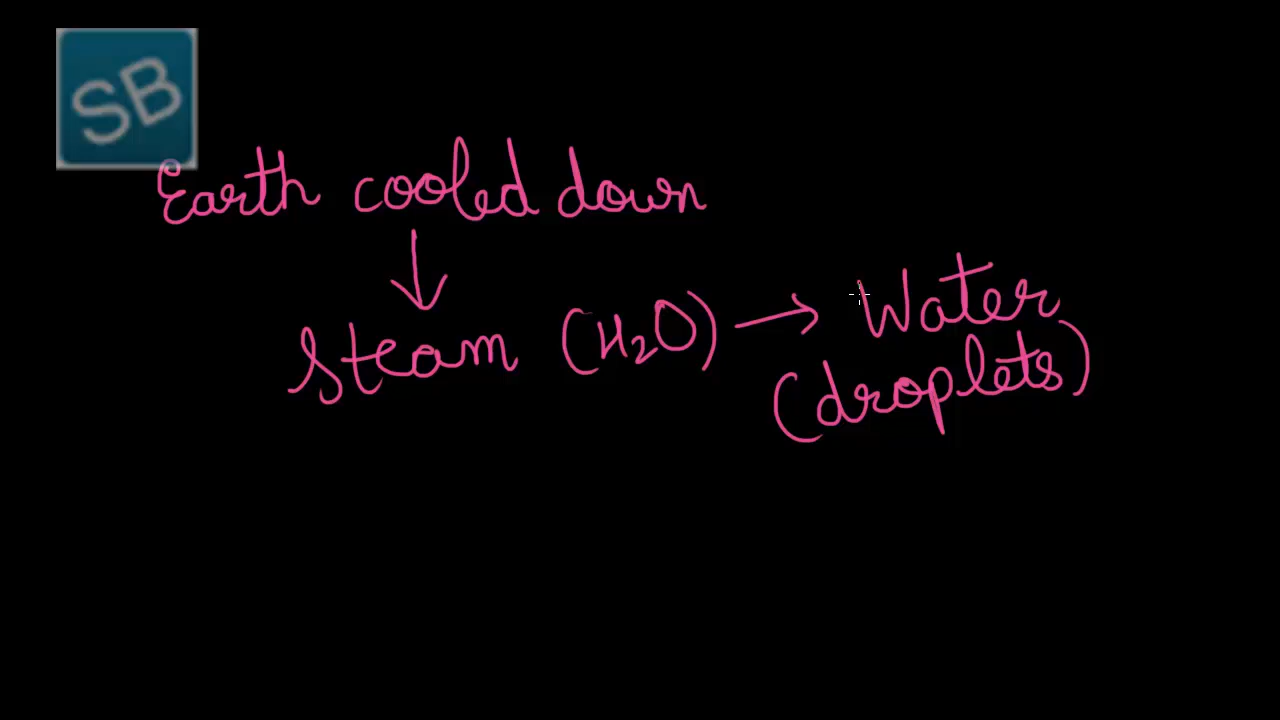 SB
Earth cooled down
↓
Steam (H₂O) → Water
(droplets)